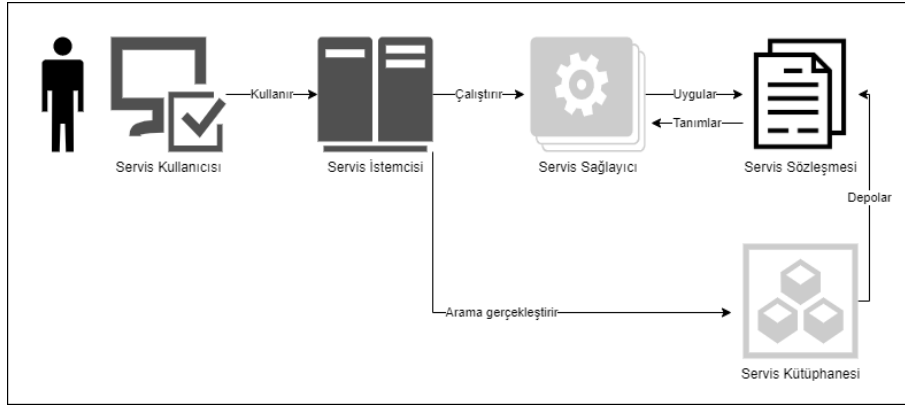 Kullanır
Çalıştırır
Uygular
Tanımlar
Servis Kullanıcısı
Servis İstemcisi
Servis Sağlayıcı
Servis Sözleşmesi
Depolar
Arama gerçekleştirir
Servis Kütüphanesi